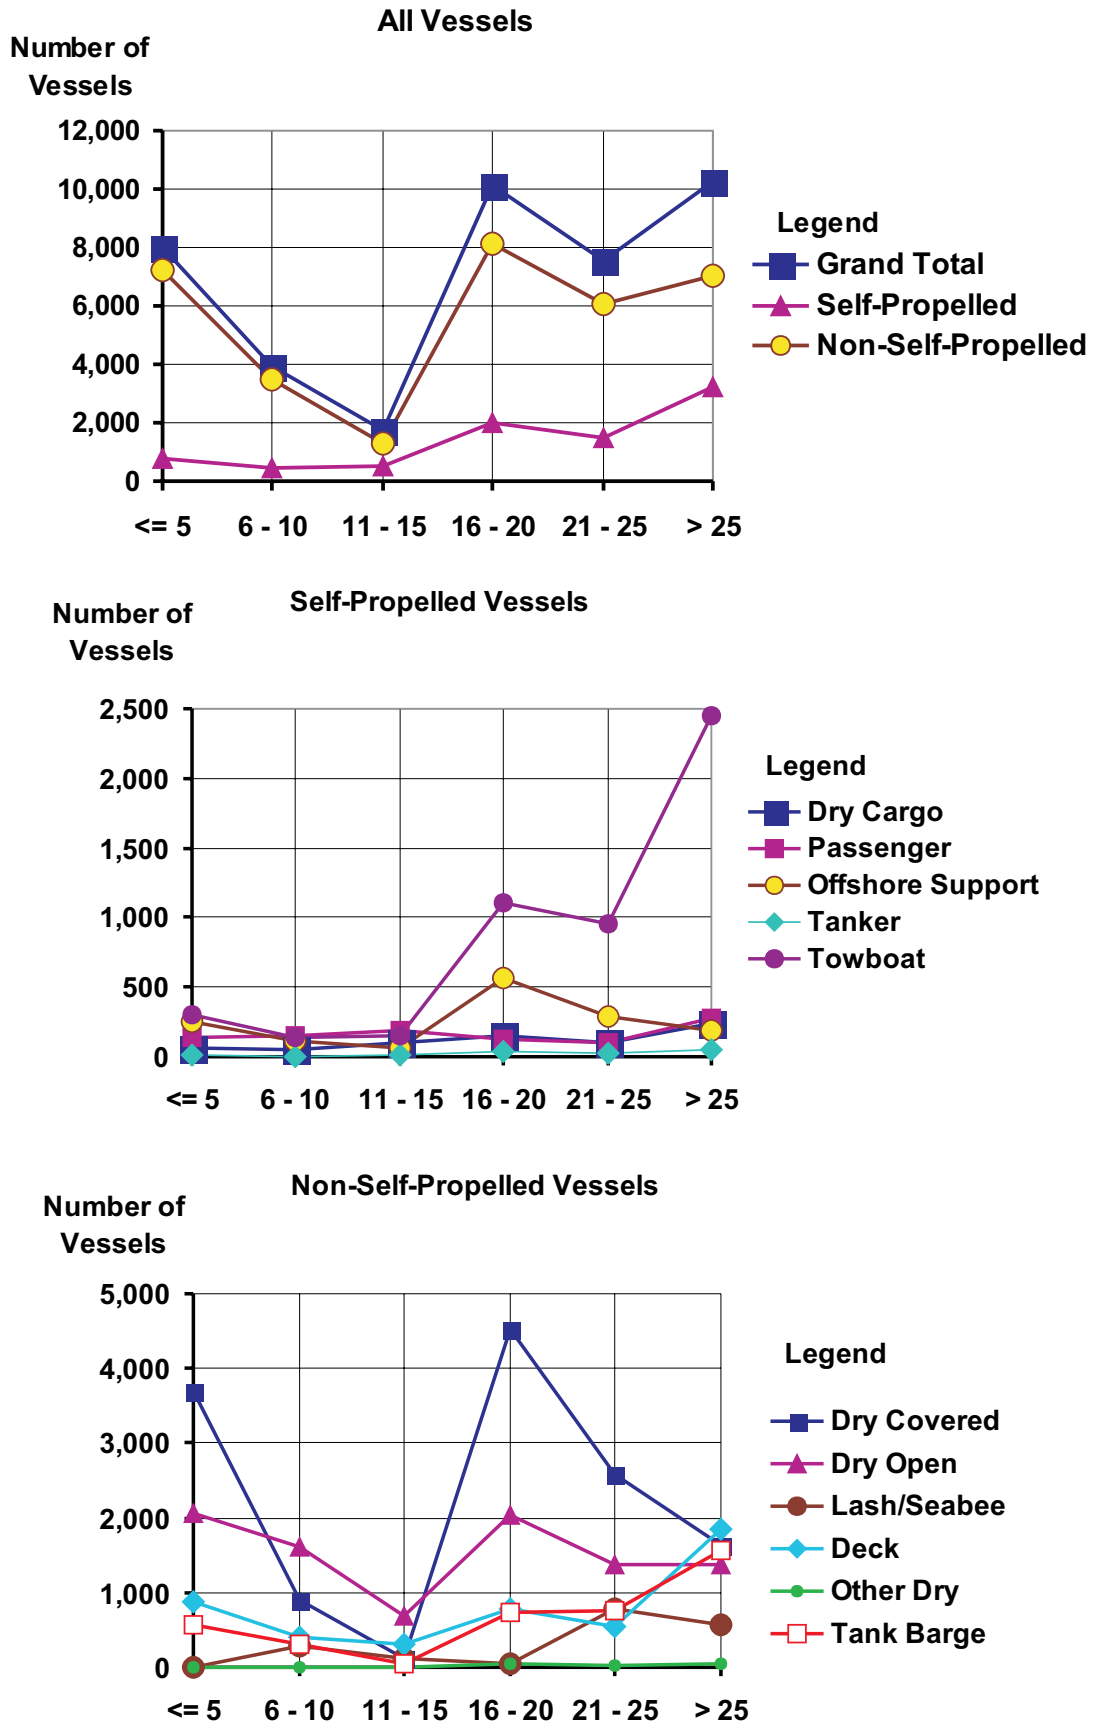 All Vessels
Number of
Vessels
12,000
10,000
8,000
6,000
4,000
2,000
0
<= 5
6 - 10
11 - 15
16 - 20
21 - 25
> 25
Legend
Grand Total
Self-Propelled
Non-Self-Propelled
Self-Propelled Vessels
Number of
Vessels
2,500
2,000
1,500
1,000
500
0
<= 5
6 - 10
11 - 15
16 - 20
21 - 25
> 25
Legend
Dry Cargo
Passenger
Offshore Support
Tanker
Towboat
Non-Self-Propelled Vessels
Number of
Vessels
5,000
4,000
3,000
2,000
1,000
0
<= 5
6 - 10
11 - 15
16 - 20
21 - 25
> 25
Legend
Dry Covered
Dry Open
Lash/Seabee
Deck
Other Dry
Tank Barge